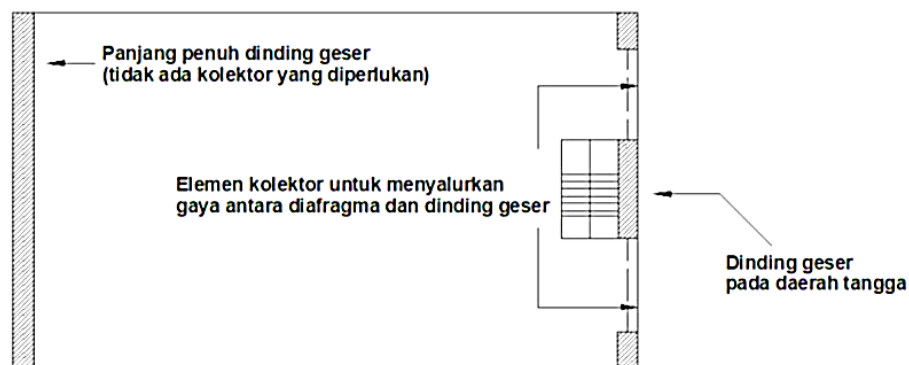 Panjang penuh dinding geser
(tidak ada kolektor yang diperlukan)
Elemen kolektor untuk menyalurkan
gaya antara diafragma dan dinding geser
Dinding geser
pada daerah tangga